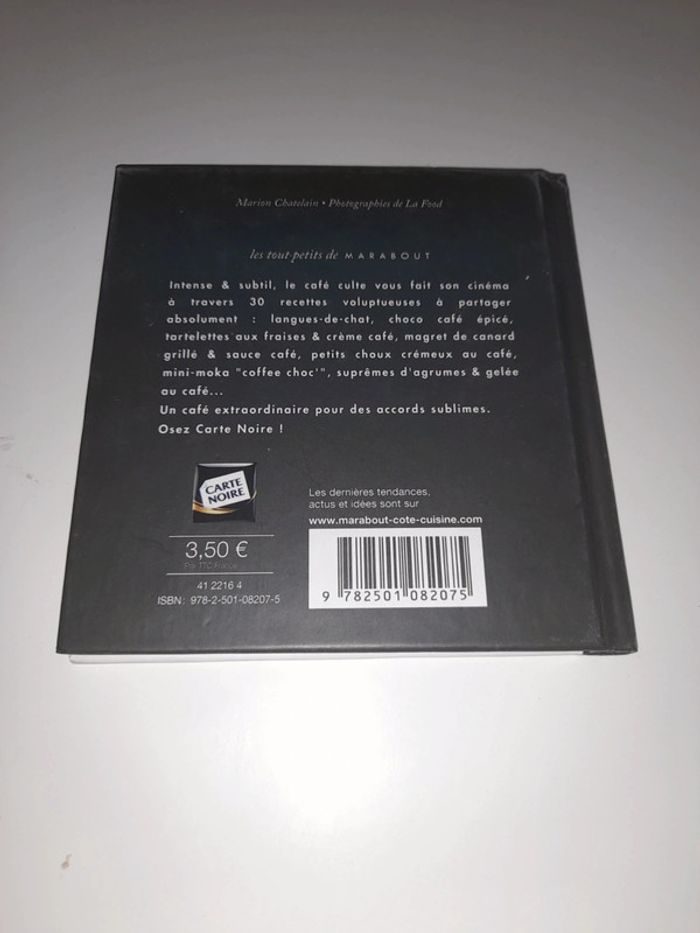 Marion Chatelain • Photographies de La Food
les tout-petits de MARABOUT
Intense & subtil, le café culte vous fait son cinéma
à travers 30 recettes voluptueuses à partager
absolument : langues-de-chat, choco café épicé,
tartelettes aux fraises & crème café, magret de canard
grillé & sauce café, petits choux crémeux au café,
mini-moka "coffee choc'", suprêmes d'agrumes & gelée
au café...
Un café extraordinaire pour des accords sublimes.
Osez Carte Noire !
CARTE
NOIRE
3,50 €
Prix TTC France
41 2216 4
ISBN: 978-2-501-08207-5
Les dernières tendances,
actus et idées sont sur
www.marabout-cote-cuisine.com
9 782501 082075